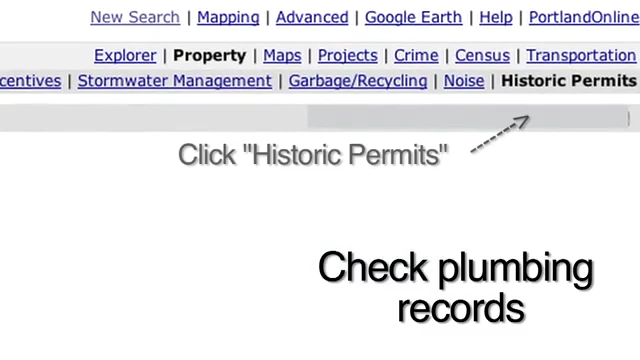 New Search | Mapping | Advanced | Google Earth | Help | PortlandOnline
Explorer | Property | Maps | Projects | Crime | Census | Transportation
centives | Stormwater Management | Garbage/Recycling | Noise | Historic Permits
Click "Historic Permits"
Check plumbing
records